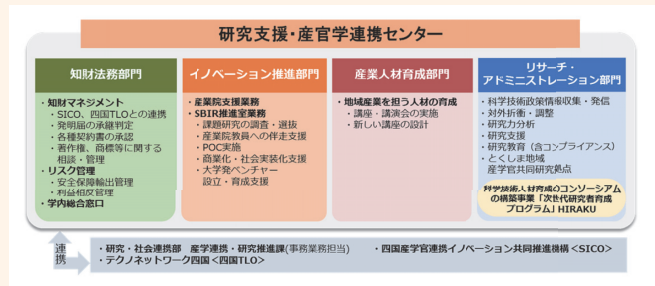 研究支援・産官学連携センター
知財法務部門
・知財マネジメント
・SICO、四国TLOとの連携
・発明届の承継判定
・各種契約書の承認
・著作権、商標等に関する
相談・管理
・リスク管理
・安全保障輸出管理
・利益相反管理
・学内総合窓口
イノベーション推進部門
・産業院支援業務
・SBIR推進室業務
・課題研究の調査・選抜
・産業院教員への伴走支援
・POC実施
・商業化・社会実装化支援
・大学発ベンチャー
設立・育成支援
産業人材育成部門
・地域産業を担う人材の育成
・講座・講演会の実施
・新しい講座の設計
リサーチ・
アドミニストレーション部門
・科学技術政策情報収集・発信
・対外折衝・調整
・研究力分析
・研究支援
・研究教育（含コンプライアンス）
・とくしま地域
産学官共同研究拠点
科学技術人材育成のコンソーシアム
の構築事業「次世代研究者育成
プログラム」HIRAKU
連携
・研究・社会連携部 産学連携・研究推進課(事務業務担当)
・四国産学官連携イノベーション共同推進機構<SICO>
・テクノネットワーク四国<四国TLO>